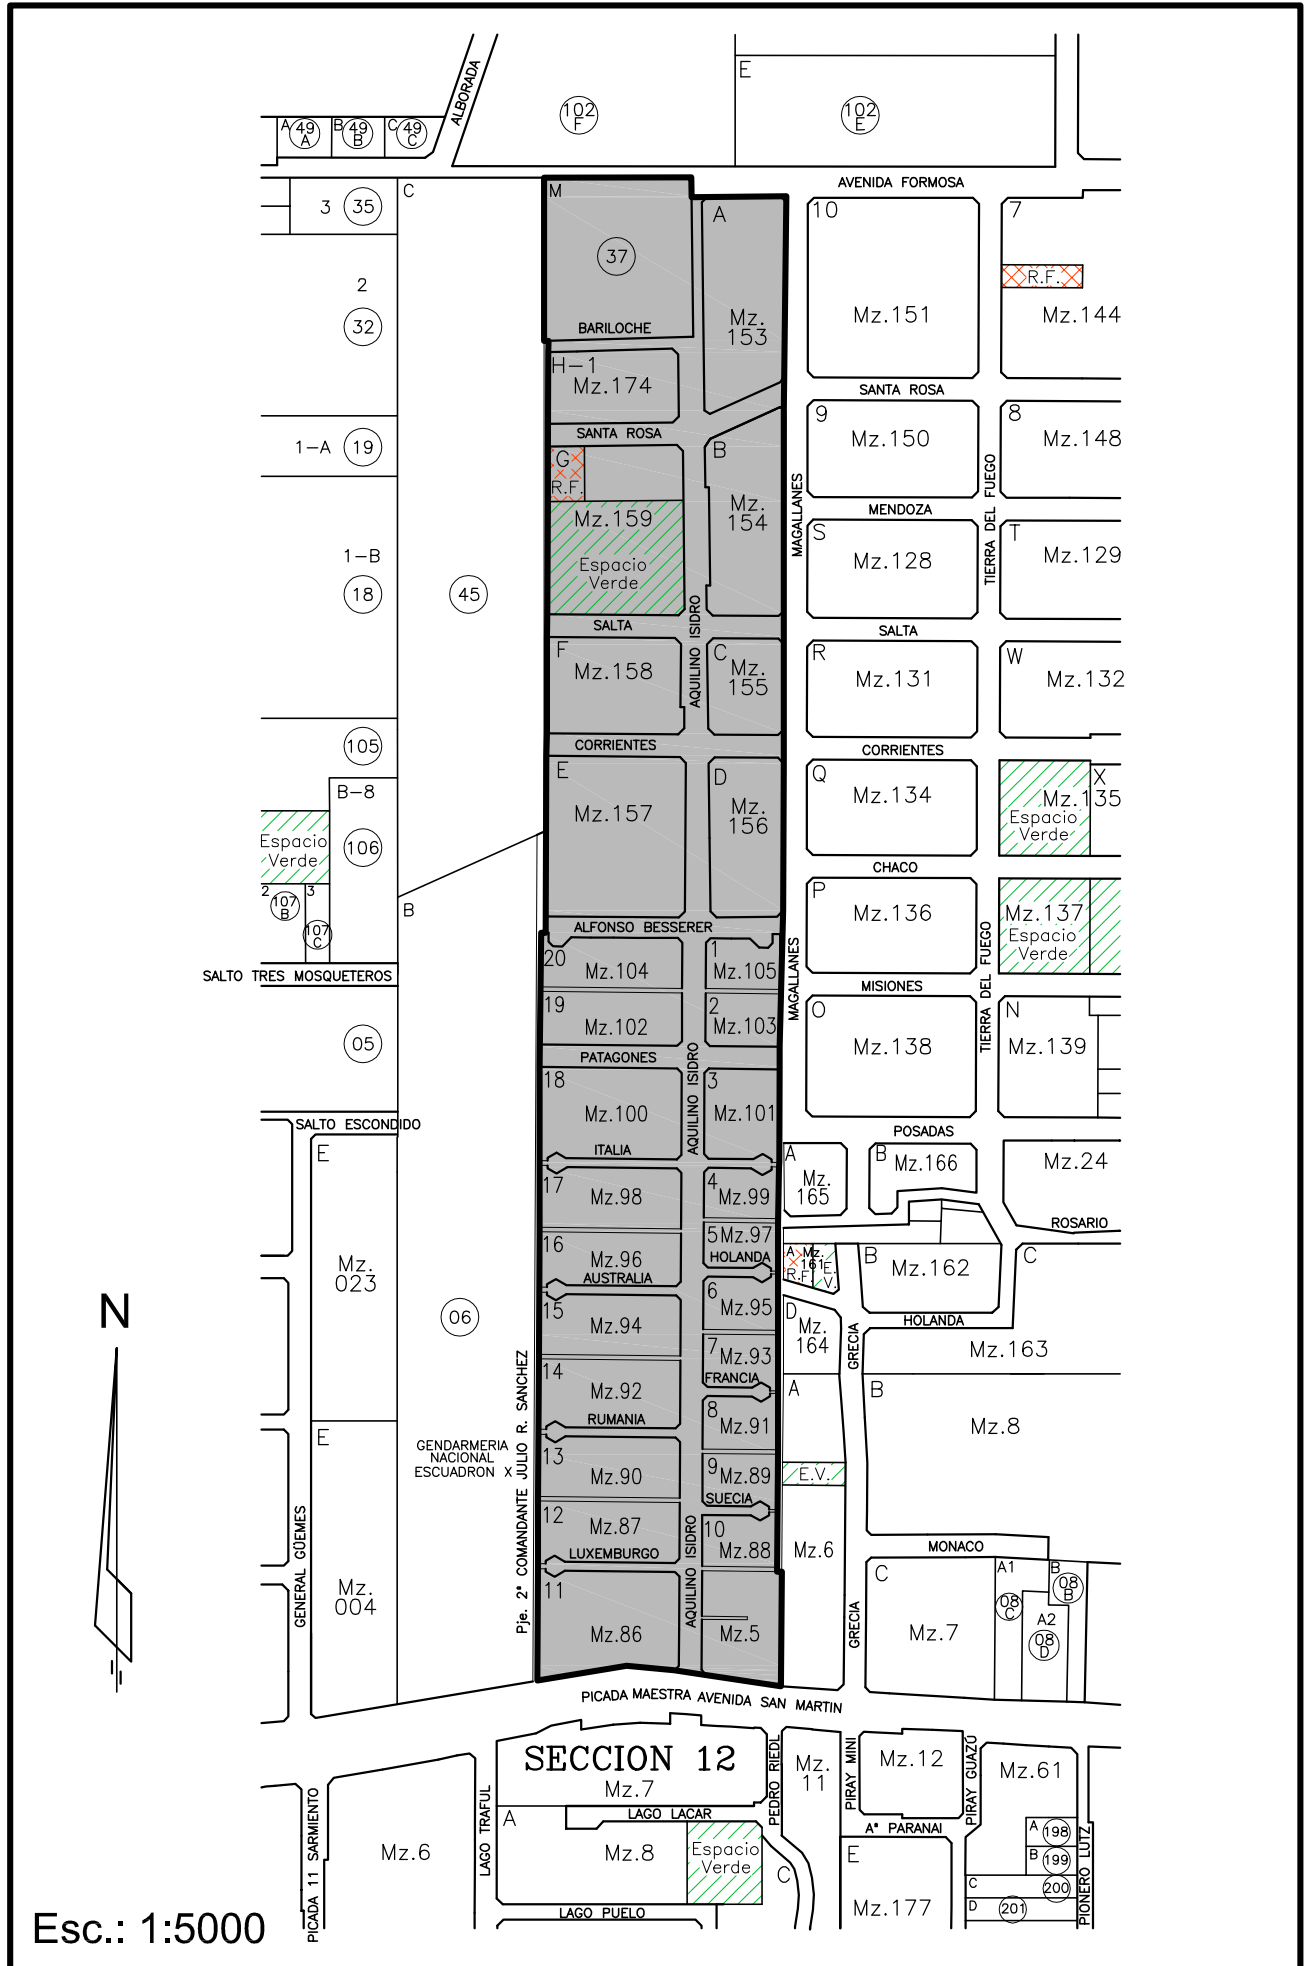 ALBORADA
E
102
F
102
E
A
49
A
B
49
B
C
49
C
AVENIDA FORMOSA
C
M
A
10
7
3
35
37
R.F.
2
32
Mz.
153
Mz.151
Mz.144
BARILOCHE
H-1
Mz.174
SANTA ROSA
SANTA ROSA
9
8
1-A
19
Mz.150
Mz.148
G
R.F.
B
MAGALLANES
TIERRA DEL FUEGO
Mz.159
Mz.
154
MENDOZA
S
T
1-B
18
45
Espacio
Verde
Mz.128
Mz.129
SALTA
AQUILINO ISIDRO
SALTA
F
Mz.158
C
Mz.
155
R
Mz.131
W
Mz.132
105
CORRIENTES
CORRIENTES
B-8
E
Mz.157
D
Mz.
156
Q
Mz.134
X
Mz.135
Espacio
Verde
Espacio
Verde
106
CHACO
2
107
B
3
107
C
B
P
Mz.136
Mz.137
Espacio
Verde
ALFONSO BESSERER
SALTO TRES MOSQUETEROS
20
Mz.104
1
Mz.105
MAGALLANES
MISIONES
TIERRA DEL FUEGO
19
Mz.102
2
Mz.103
O
N
05
PATAGONES
AQUILINO ISIDRO
Mz.138
Mz.139
18
Mz.100
3
Mz.101
SALTO ESCONDIDO
POSADAS
E
ITALIA
A
Mz.
165
B
Mz.166
Mz.24
17
Mz.98
4
Mz.99
ROSARIO
5
Mz.97
HOLANDA
16
Mz.96
AUSTRALIA
A
Mz.
161
R.F.
E.
V.
B
Mz.162
C
Mz.
023
N
06
15
Mz.94
6
Mz.95
D
Mz.
164
HOLANDA
GRECIA
Mz.163
7
Mz.93
FRANCIA
14
Mz.92
A
B
RUMANIA
8
Mz.91
Mz.8
E
GENDARMERIA
NACIONAL
ESCUADRON X
Pje. 2° COMANDANTE JULIO R. SANCHEZ
13
Mz.90
9
Mz.89
SUECIA
E.V.
GENERAL GÜEMES
12
Mz.87
LUXEMBURGO
AQUILINO ISIDRO
10
Mz.88
Mz.6
MONACO
Mz.
004
11
Mz.86
Mz.5
GRECIA
C
Mz.7
A1
08
C
B
08
B
A2
08
D
PICADA MAESTRA AVENIDA SAN MARTIN
SECCION 12
Mz.7
PEDRO RIEDL
Mz.
11
PIRAY MINI
Mz.12
PIRAY GUAZÚ
Mz.61
PICADA 11 SARMIENTO
LAGO TRAFUL
A
LAGO LACAR
A° PARANAI
A
198
B
199
C
200
D
201
PIONERO LUTZ
Mz.6
Mz.8
Espacio
Verde
C
E
Mz.177
LAGO PUELO
Esc.: 1:5000